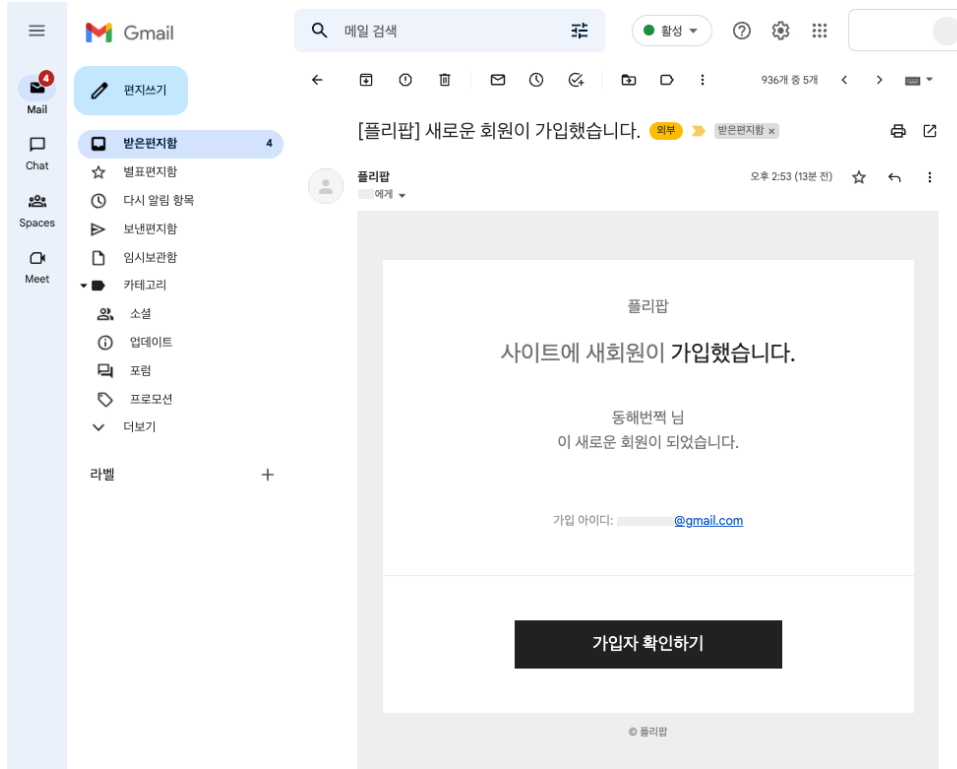 Gmail
메일 검색
활성
4
Mail
Chat
Spaces
Meet
편지쓰기
받은편지함 4
별표편지함
다시 알림 항목
보낸편지함
임시보관함
카테고리
소셜
업데이트
포럼
프로모션
더보기
라벨
936개 중 5개
[플리팝] 새로운 회원이 가입했습니다. 외부 받은편지함 ×
플리팝
오후 2:53 (13분 전)
에게
플리팝
사이트에 새회원이 가입했습니다.
동해번쩍 님
이 새로운 회원이 되었습니다.
가입 아이디: @gmail.com
가입자 확인하기
© 플리팝